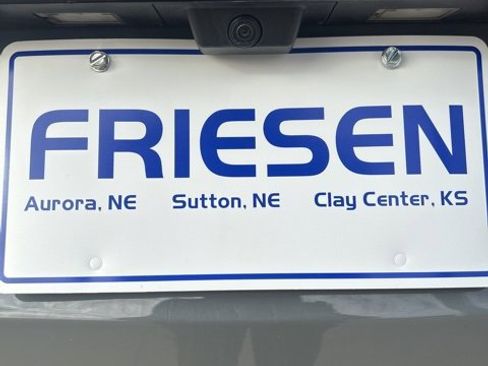 FRIESEN
Aurora, NE Sutton, NE Clay Center, KS